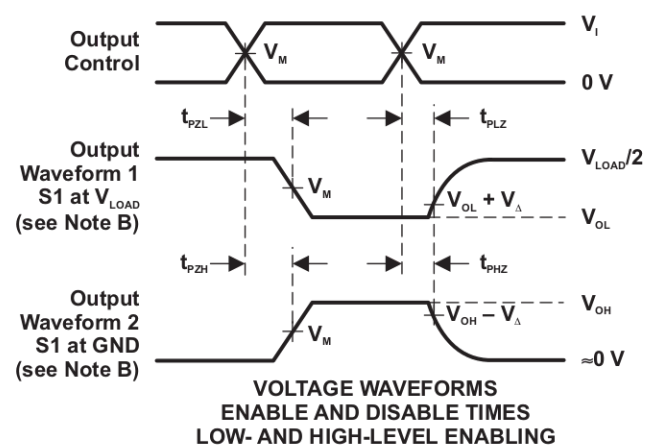 Output
Control
V_M
V_M
V_I
0 V
t_PZL
t_PLZ
Output
Waveform 1
S1 at V_LOAD
(see Note B)
V_M
V_OL + V_Δ
V_LOAD/2
V_OL
t_PZH
t_PHZ
Output
Waveform 2
S1 at GND
(see Note B)
V_M
V_OH – V_Δ
V_OH
≈0 V
VOLTAGE WAVEFORMS
ENABLE AND DISABLE TIMES
LOW- AND HIGH-LEVEL ENABLING